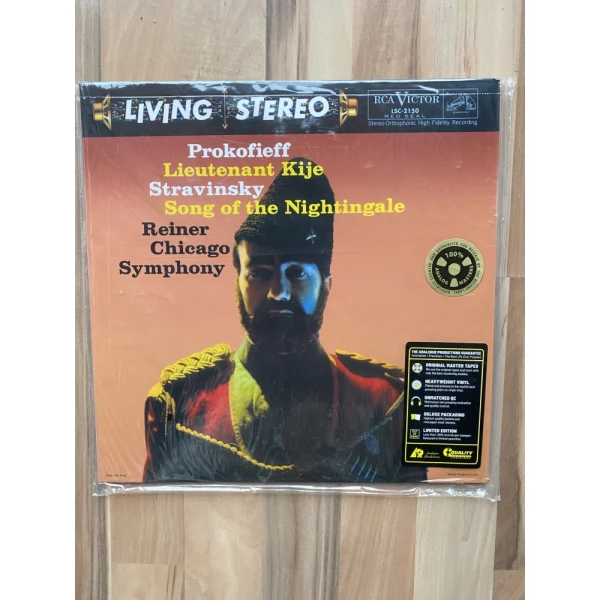 LIVING STEREO
RCA VICTOR
LSC-2150
RED SEAL
Stereo-Orthophonic High Fidelity Recording
Prokofieff
Lieutenant Kije
Stravinsky
Song of the Nightingale
Reiner
Chicago
Symphony
100%
ANALOG MASTERS
THE ANALOGUE PRODUCTIONS GUARANTEE
ORIGINAL MASTER TAPES
HEAVYWEIGHT VINYL
UNMATCHED QC
DELUXE PACKAGING
LIMITED EDITION
QUALITY